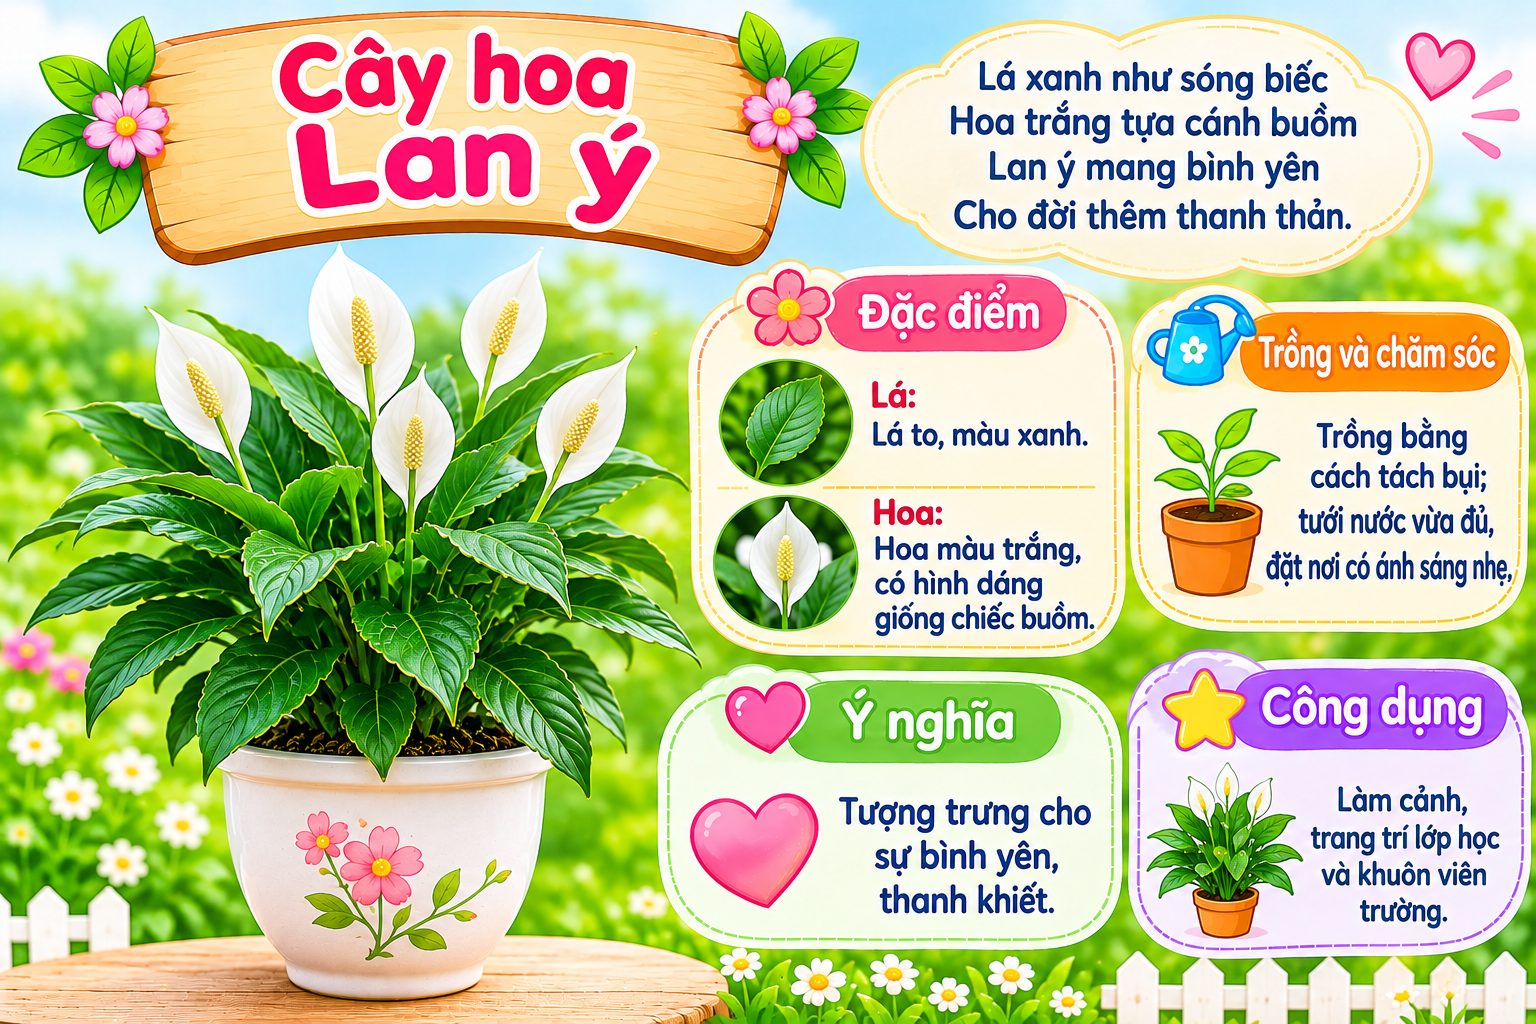 Cây hoa
Lan ý
Lá xanh như sóng biếc
Hoa trắng tựa cánh buồm
Lan ý mang bình yên
Cho đời thêm thanh thản.
Đặc điểm
Lá:
Lá to, màu xanh.
Hoa:
Hoa màu trắng,
có hình dáng
giống chiếc buồm.
Trồng và chăm sóc
Trồng bằng
cách tách bụi;
tưới nước vừa đủ,
đặt nơi có ánh sáng nhẹ,
Ý nghĩa
Tượng trưng cho
sự bình yên,
thanh khiết.
Công dụng
Làm cảnh,
trang trí lớp học
và khuôn viên
trường.